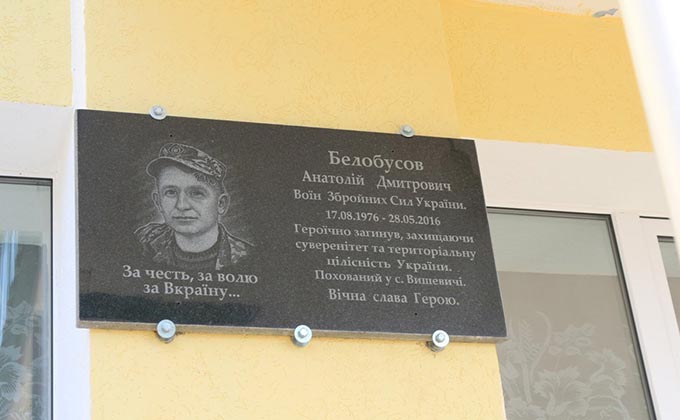 Белобусов
Анатолій Дмитрович
Воїн Збройних Сил України.
17.08.1976 - 28.05.2016
Героїчно загинув, захищаючи
суверенітет та територіальну
цілісність України.
Похований у с. Вишевичі.
Вічна слава Герою.
За честь, за волю
за Вкраїну...